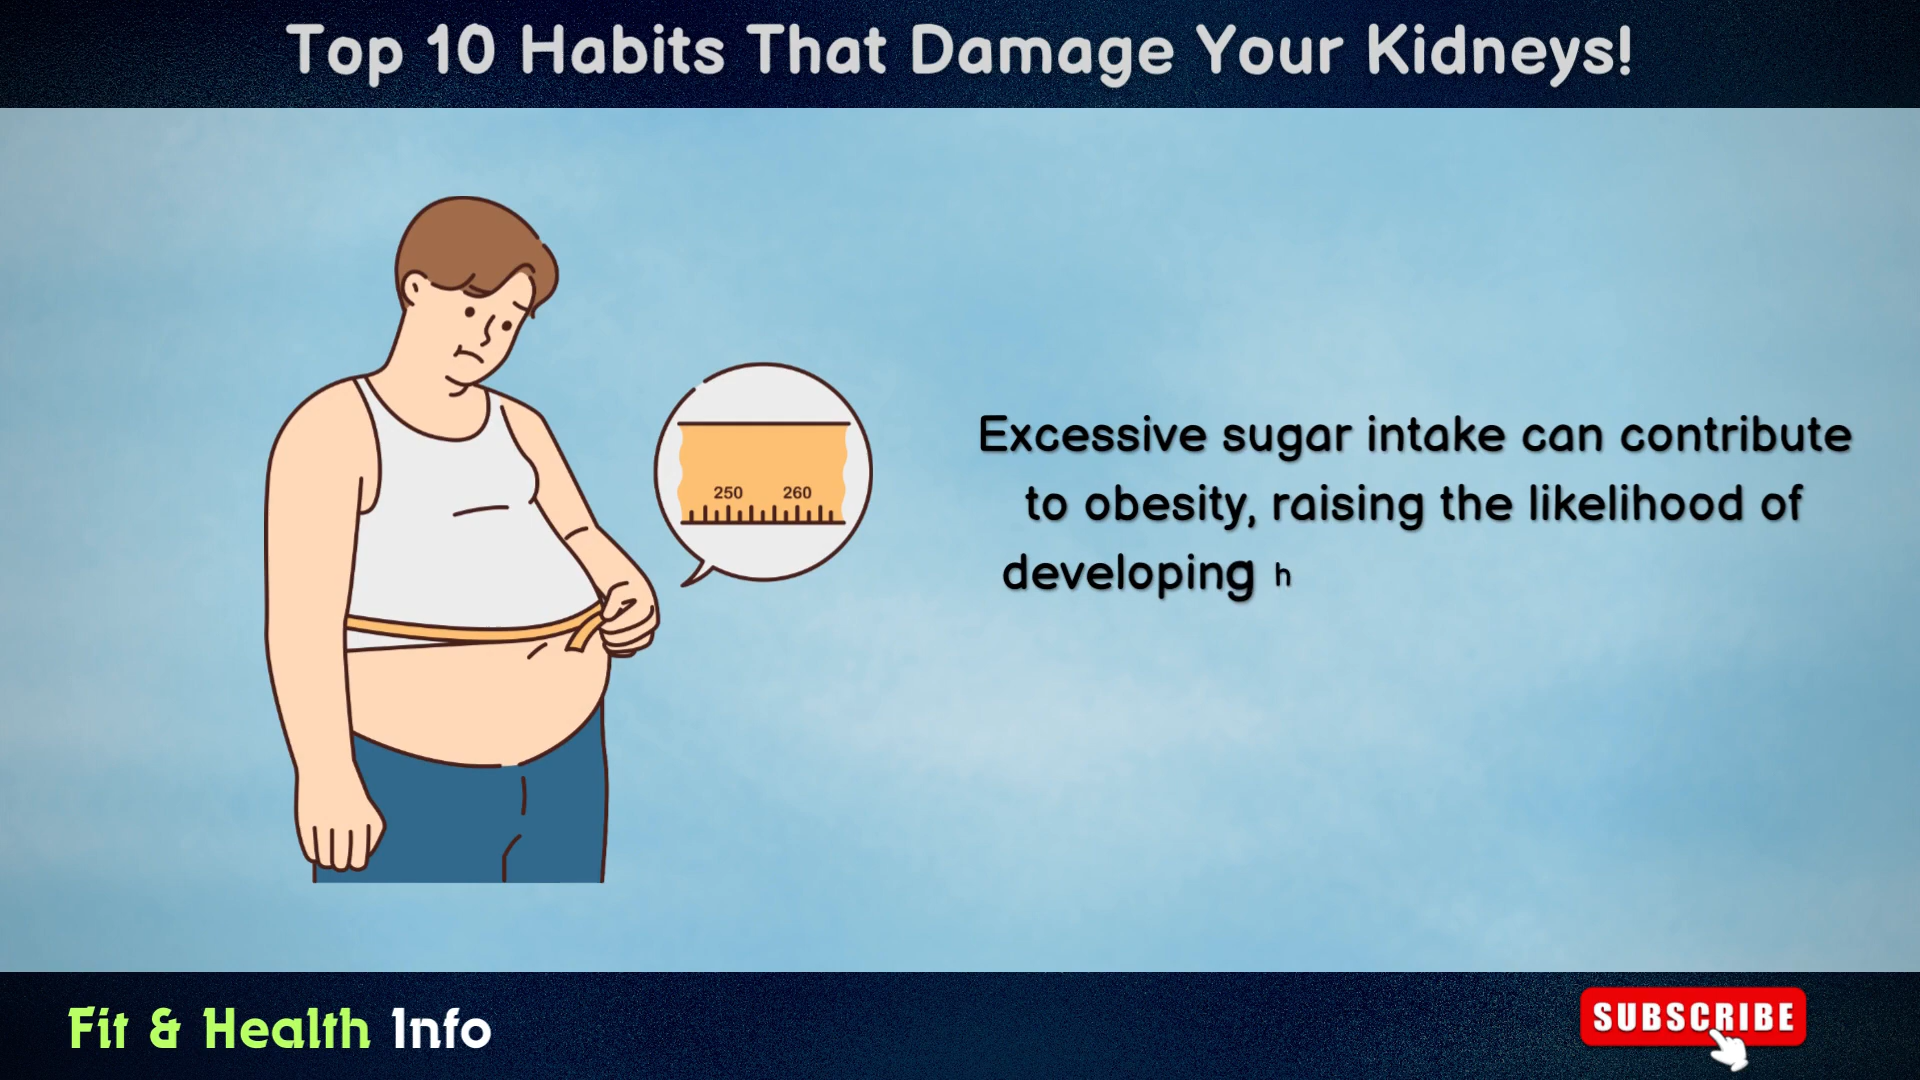 Top 10 Habits That Damage Your Kidneys!
250 260
Excessive sugar intake can contribute
to obesity, raising the likelihood of
developing h
Fit & Health Info
SUBSCRIBE